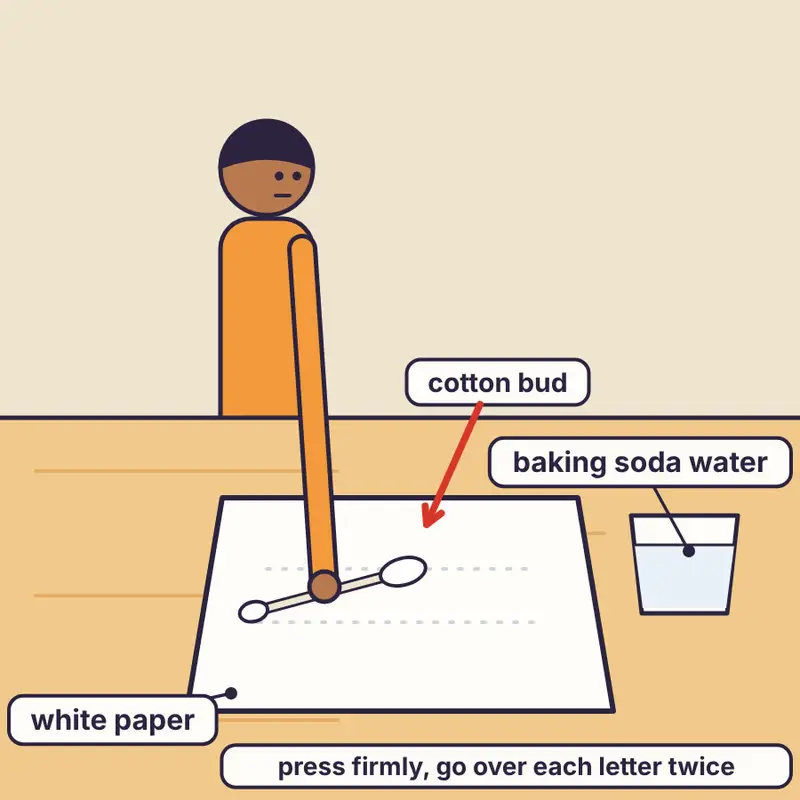 cotton bud
baking soda water
white paper
press firmly, go over each letter twice